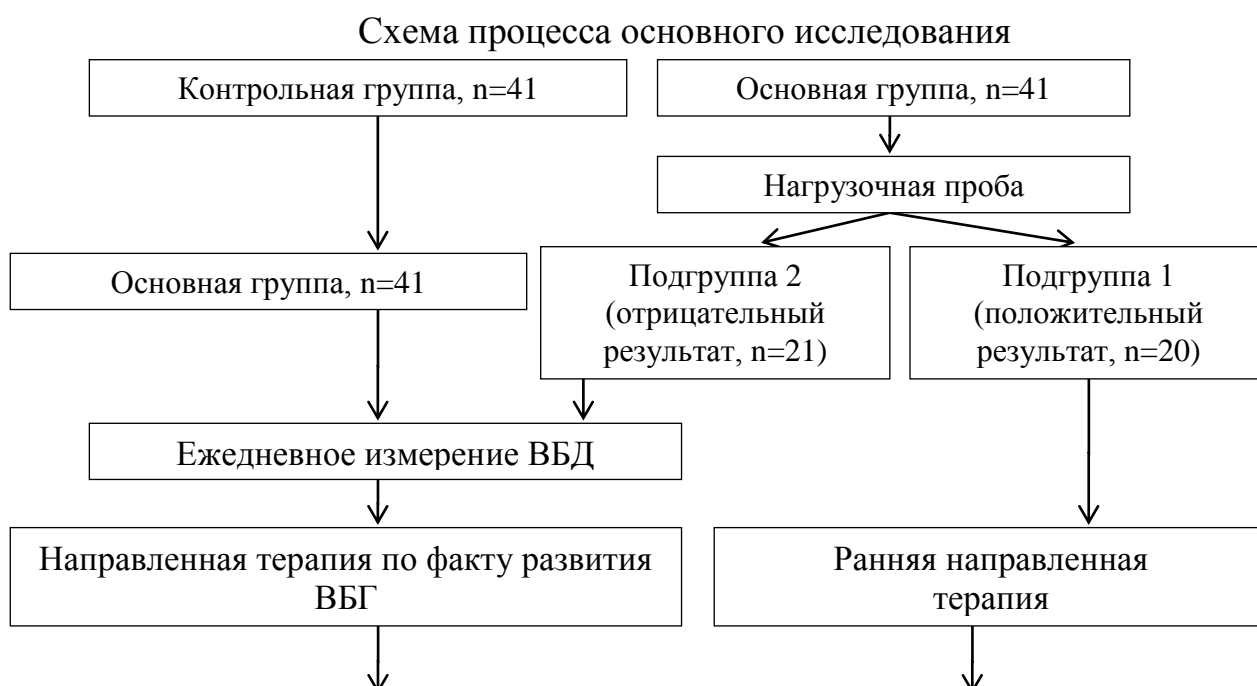 Схема процесса основного исследования
Контрольная группа, n=41
Основная группа, n=41
Нагрузочная проба
Основная группа, n=41
Подгруппа 2
(отрицательный
результат, n=21)
Подгруппа 1
(положительный
результат, n=20)
Ежедневное измерение ВБД
Направленная терапия по факту развития
ВБГ
Ранняя направленная
терапия